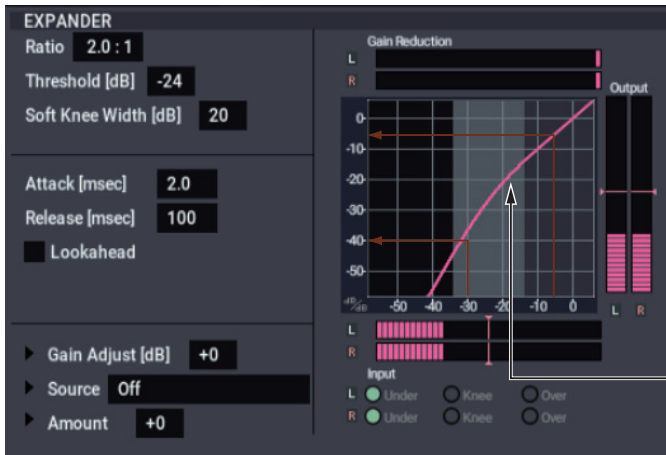 EXPANDER
Ratio 2.0 : 1
Threshold [dB] -24
Soft Knee Width [dB] 20
Attack [msec] 2.0
Release [msec] 100
Lookahead
Gain Adjust [dB] +0
Source Off
Amount +0
Gain Reduction
L
R
Output
0
-10
-20
-30
-40
-50
dB/dB -50 -40 -30 -20 -10 0
L R
L
R
Input
L Under Knee Over
R Under Knee Over